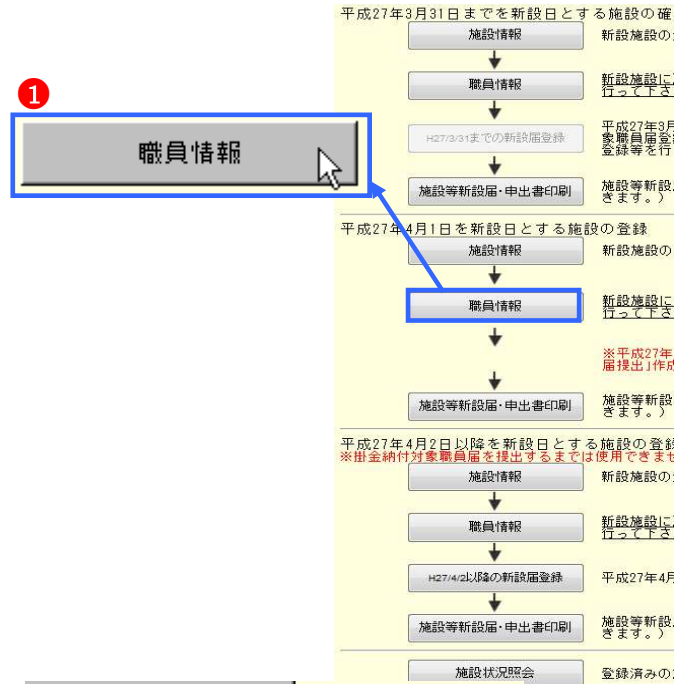 平成27年3月31日までを新設日とする施設の確
施設情報
新設施設の
職員情報
新設施設に
行って下さ
H27/3/31までの新設届登録
平成27年3月
象職員届登
登録等を行
施設等新設届・申出書印刷
施設等新設
きます。)
1
職員情報
平成27年4月1日を新設日とする施設の登録
施設情報
新設施設の
職員情報
新設施設に
行って下さ
※平成27年
届提出」作成
施設等新設届・申出書印刷
施設等新設
きます。)
平成27年4月2日以降を新設日とする施設の登録
※掛金納付対象職員届を提出するまでは使用できませ
施設情報
新設施設の
職員情報
新設施設に
行って下さ
H27/4/2以降の新設届登録
平成27年4月
施設等新設届・申出書印刷
施設等新設
きます。)
施設状況照会
登録済みの